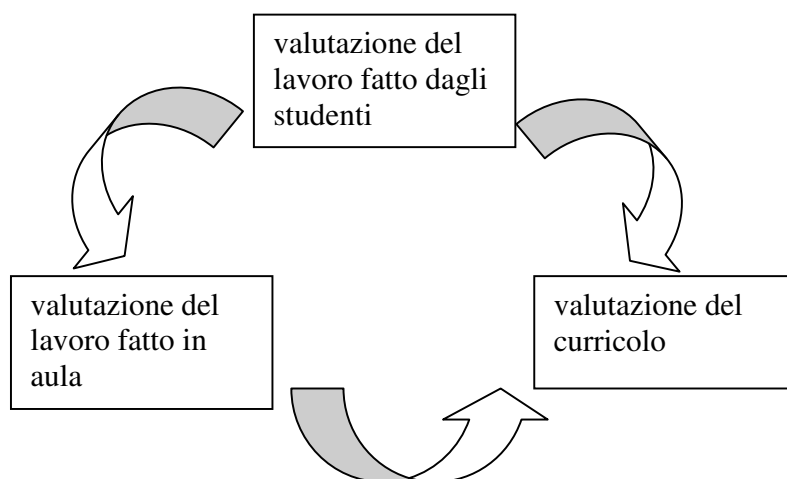 valutazione del
lavoro fatto dagli
studenti
valutazione del
lavoro fatto in
aula
valutazione del
curricolo